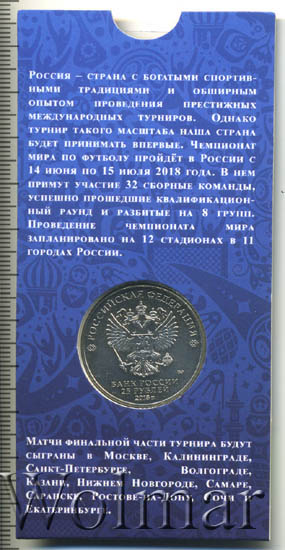 Россия – страна с богатыми спортив-
ными традициями и обширным
опытом проведения престижных
международных турниров. Однако
турнир такого масштаба наша страна
будет принимать впервые. Чемпионат
мира по футболу пройдёт в России с
14 июня по 15 июля 2018 года. В нем
примут участие 32 сборные команды,
успешно прошедшие квалификацион-
ный раунд и разбитые на 8 групп.
Проведение чемпионата мира
запланировано на 12 стадионах в 11
городах России.
РОССИЙСКАЯ ФЕДЕРАЦИЯ
БАНК РОССИИ
25 РУБЛЕЙ
2018 г.
Матчи финальной части турнира будут
сыграны в Москве, Калининграде,
Санкт-Петербурге, Волгограде,
Казани, Нижнем Новгороде, Самаре,
Саранске, Ростове-на-Дону, Сочи и
Екатеринбурге.
Wolmar